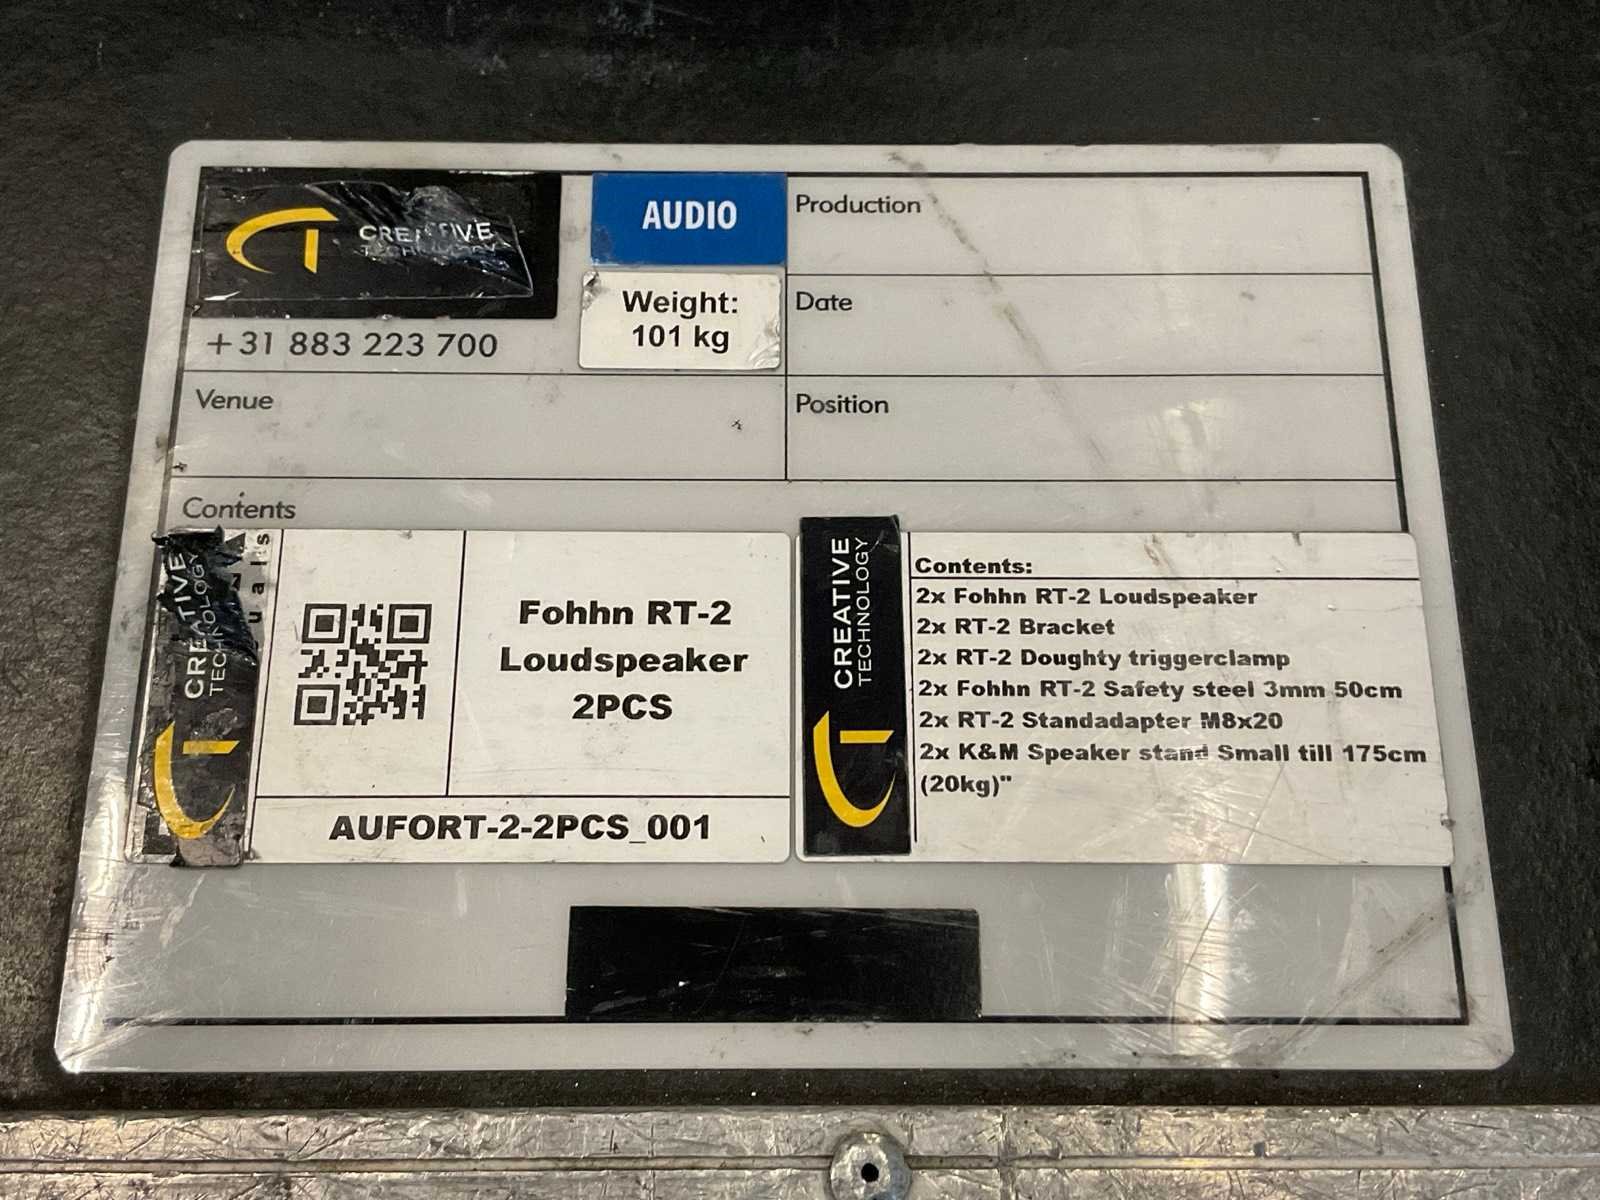 CREATIVE
TECHNOLOGY
+31 883 223 700
AUDIO
Weight:
101 kg
Production
Date
Venue
Position
Contents
CREATIVE
TECHNOLOGY
uals
Fohhn RT-2
Loudspeaker
2PCS
AUFORT-2-2PCS_001
CREATIVE
TECHNOLOGY
Contents:
2x Fohhn RT-2 Loudspeaker
2x RT-2 Bracket
2x RT-2 Doughty triggerclamp
2x Fohhn RT-2 Safety steel 3mm 50cm
2x RT-2 Standadapter M8x20
2x K&M Speaker stand Small till 175cm
(20kg)"